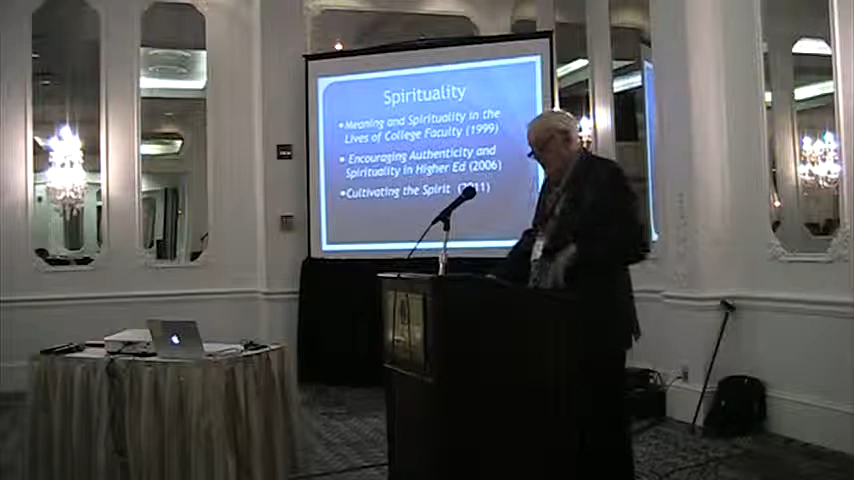 Spirituality
•Meaning and Spirituality in the
Lives of College Faculty (1999)
• Encouraging Authenticity and
Spirituality in Higher Ed (2006)
•Cultivating the Spirit (2011)